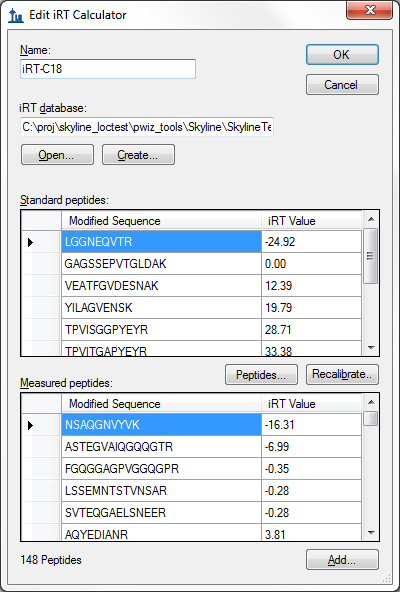 Edit iRT Calculator
Name:
iRT-C18
OK
Cancel
iRT database:
C:\proj\skyline_loctest\pwiz_tools\Skyline\SkylineTe
Open...
Create...
Standard peptides:
Modified Sequence iRT Value
LGGNEQVTR -24.92
GAGSSEPVTGLDAK 0.00
VEATFGVDESNAK 12.39
YILAGVENSK 19.79
TPVISGGPYEYR 28.71
TPVITGAPYEYR 33.38
Peptides...
Recalibrate..
Measured peptides:
Modified Sequence iRT Value
NSAQGNVYVK -16.31
ASTEGVAIQGQQGTR -6.99
FGQGGAGPVGGQGPR -0.35
LSSEMNTSTVNSAR -0.28
SVTEQGAELSNEER -0.28
AQYEDIANR 3.81
148 Peptides
Add...